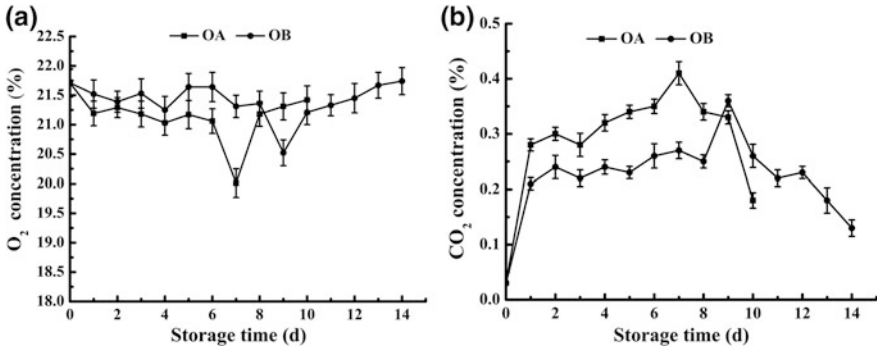 (a)
OA OB
O2 concentration (%)
22.5
22.0
21.5
21.0
20.5
20.0
19.5
19.0
18.5
18.0
0 2 4 6 8 10 12 14
Storage time (d)
(b)
OA OB
CO2 concentration (%)
0.5
0.4
0.3
0.2
0.1
0.0
0 2 4 6 8 10 12 14
Storage time (d)